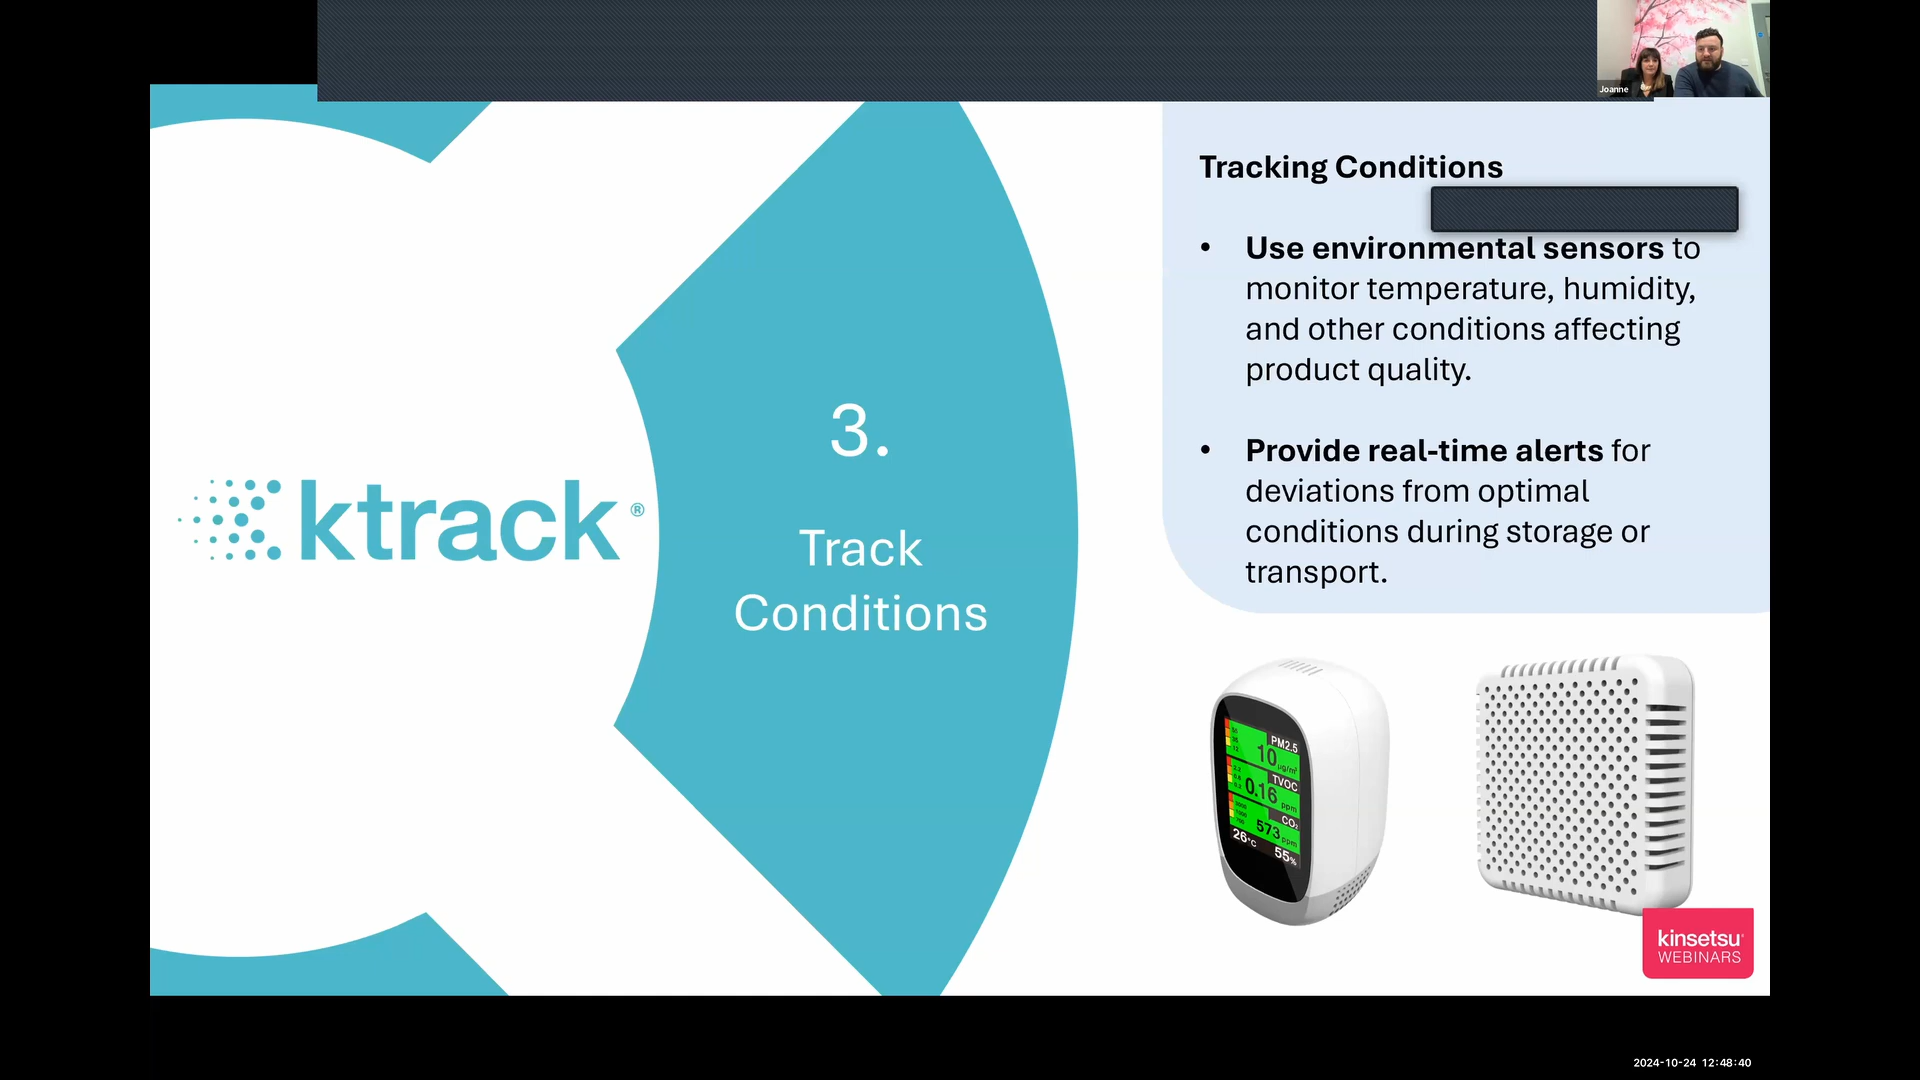 Joanne
Tracking Conditions
• Use environmental sensors to
monitor temperature, humidity,
and other conditions affecting
product quality.
• Provide real-time alerts for
deviations from optimal
conditions during storage or
transport.
3.
Track
Conditions
ktrack®
PM2.5
10 µg/m³
TVOC
0.16 ppm
CO₂
573 ppm
26°C 55%
kinsetsu
WEBINARS
2024-10-24 12:48:40